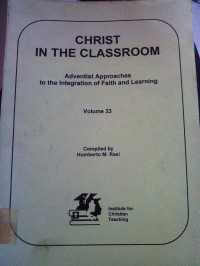 CHRIST
IN THE CLASSROOM
Adventist Approaches
to the Integration of Faith and Learning
Volume 33
Compiled by
Humberto M. Rasi
Institute for
Christian
Teaching